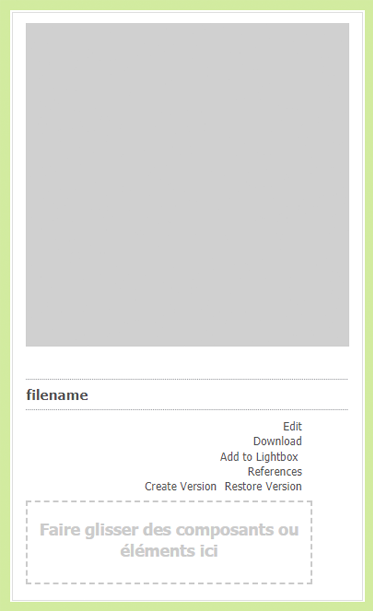 filename
Edit
Download
Add to Lightbox
References
Create Version Restore Version
Faire glisser des composants ou
éléments ici